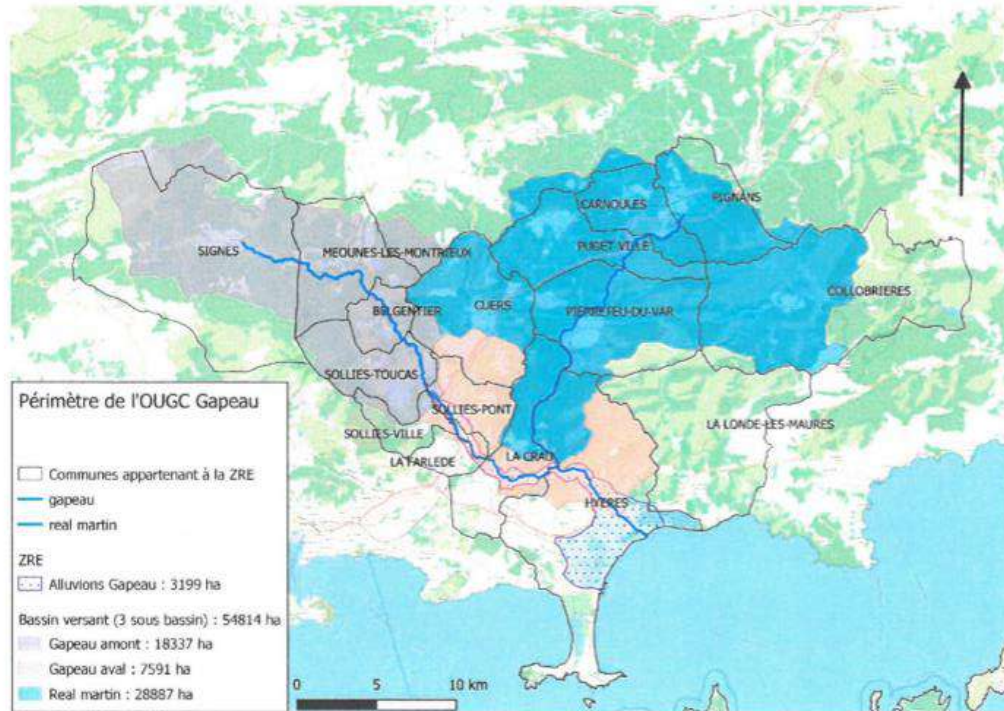 CARNOULES
PIGNANS
SIGNES
MEOUNES-LES-MONTRIEUX
PUGET VILLE
BELGENTIER
CUERS
PIERREFEU-DU-VAR
COLLOBRIERES
SOLLIES-TOUCAS
SOLLIES-PONT
SOLLIES-VILLE
LA FARLEDE
LA CRAU
LA LONDE-LES-MAURES
HYERES
Périmètre de l'OUGC Gapeau
Communes appartenant à la ZRE
gapeau
real martin
ZRE
Alluvions Gapeau : 3199 ha
Bassin versant (3 sous bassin) : 54814 ha
Gapeau amont : 18337 ha
Gapeau aval : 7591 ha
Real martin : 28887 ha
0 5 10 km